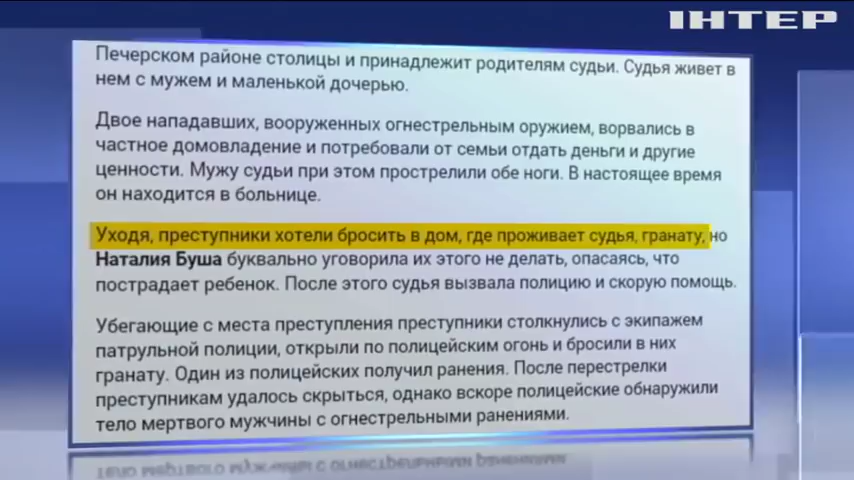 ІНТЕР
Печерском районе столицы и принадлежит родителям судьи. Судья живет в
нем с мужем и маленькой дочерью.
Двое нападавших, вооруженных огнестрельным оружием, ворвались в
частное домовладение и потребовали от семьи отдать деньги и другие
ценности. Мужу судьи при этом прострелили обе ноги. В настоящее время
он находится в больнице.
Уходя, преступники хотели бросить в дом, где проживает судья, гранату, но
Наталия Буша буквально уговорила их этого не делать, опасаясь, что
пострадает ребенок. После этого судья вызвала полицию и скорую помощь.
Убегающие с места преступления преступники столкнулись с экипажем
патрульной полиции, открыли по полицейским огонь и бросили в них
гранату. Один из полицейских получил ранения. После перестрелки
преступникам удалось скрыться, однако вскоре полицейские обнаружили
тело мертвого мужчины с огнестрельными ранениями.